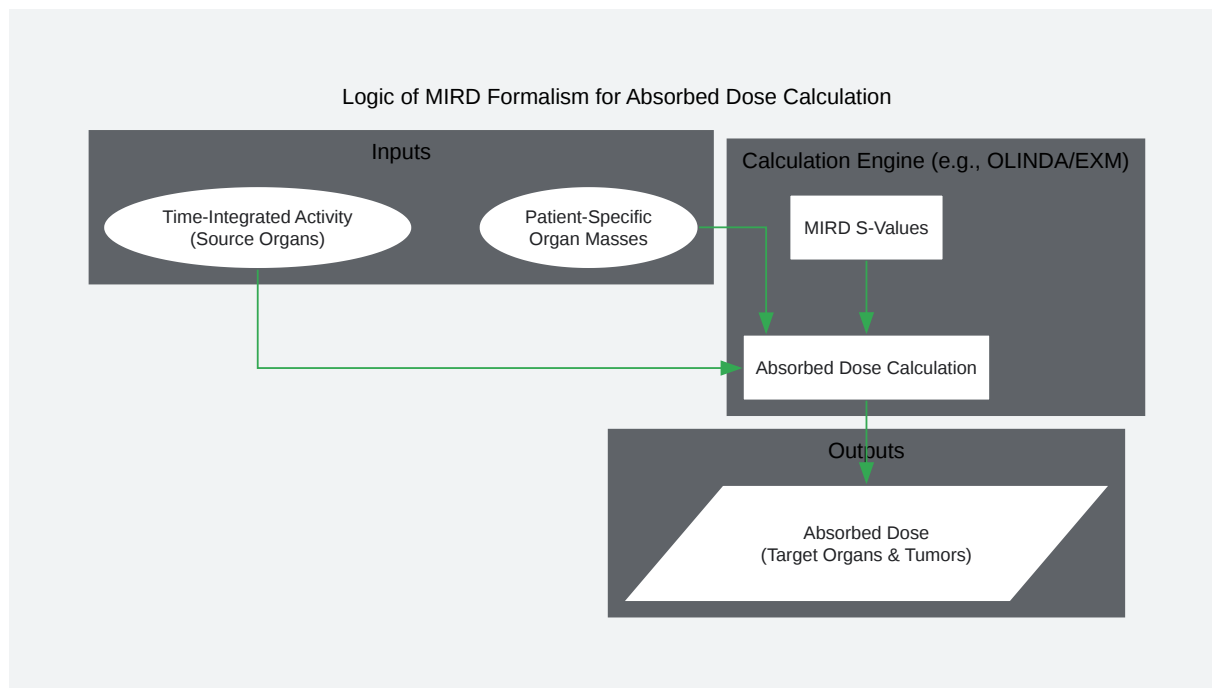 Logic of MIRD Formalism for Absorbed Dose Calculation
Inputs
Time-Integrated Activity
(Source Organs)
Patient-Specific
Organ Masses
Calculation Engine (e.g., OLINDA/EXM)
MIRD S-Values
Absorbed Dose Calculation
Outputs
Absorbed Dose
(Target Organs & Tumors)